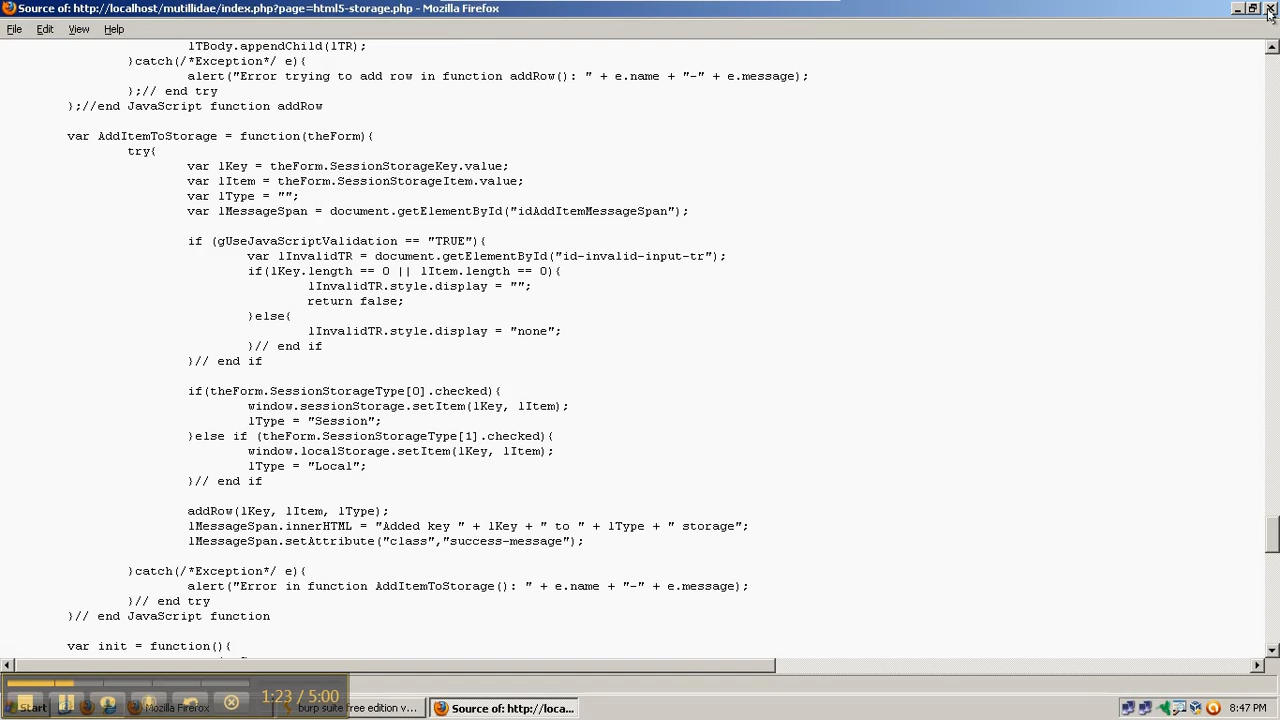 Source of: http://localhost/mutillidae/index.php?page=html5-storage.php - Mozilla Firefox
File Edit View Help
lTBody.appendChild(lTR);
}catch(/*Exception*/ e){
alert("Error trying to add row in function addRow(): " + e.name + "-" + e.message);
};// end try
};//end JavaScript function addRow
var AddItemToStorage = function(theForm){
try{
var lKey = theForm.SessionStorageKey.value;
var lItem = theForm.SessionStorageItem.value;
var lType = "";
var lMessageSpan = document.getElementById("idAddItemMessageSpan");
if (gUseJavaScriptValidation == "TRUE"){
var lInvalidTR = document.getElementById("id-invalid-input-tr");
if(lKey.length == 0 || lItem.length == 0){
lInvalidTR.style.display = "";
return false;
}else{
lInvalidTR.style.display = "none";
}// end if
}// end if
if(theForm.SessionStorageType[0].checked){
window.sessionStorage.setItem(lKey, lItem);
lType = "Session";
}else if (theForm.SessionStorageType[1].checked){
window.localStorage.setItem(lKey, lItem);
lType = "Local";
}// end if
addRow(lKey, lItem, lType);
lMessageSpan.innerHTML = "Added key " + lKey + " to " + lType + " storage";
lMessageSpan.setAttribute("class","success-message");
}catch(/*Exception*/ e){
alert("Error in function AddItemToStorage(): " + e.name + "-" + e.message);
}// end try
}// end JavaScript function
var init = function(){
1:23 / 5:00
Start Mozilla Firefox burp suite free edition v... Source of: http://loca... 8:47 PM